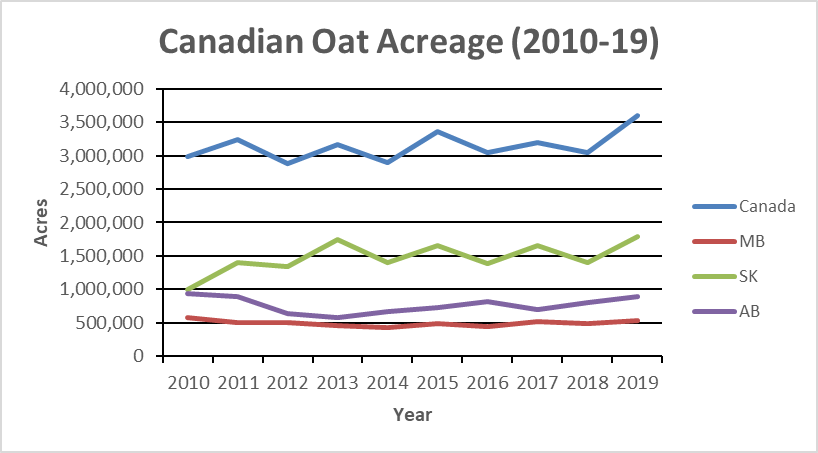 Canadian Oat Acreage (2010-19)
4,000,000
3,500,000
3,000,000
2,500,000
2,000,000
1,500,000
1,000,000
500,000
0
Acres
2010 2011 2012 2013 2014 2015 2016 2017 2018 2019
Year
Canada
MB
SK
AB